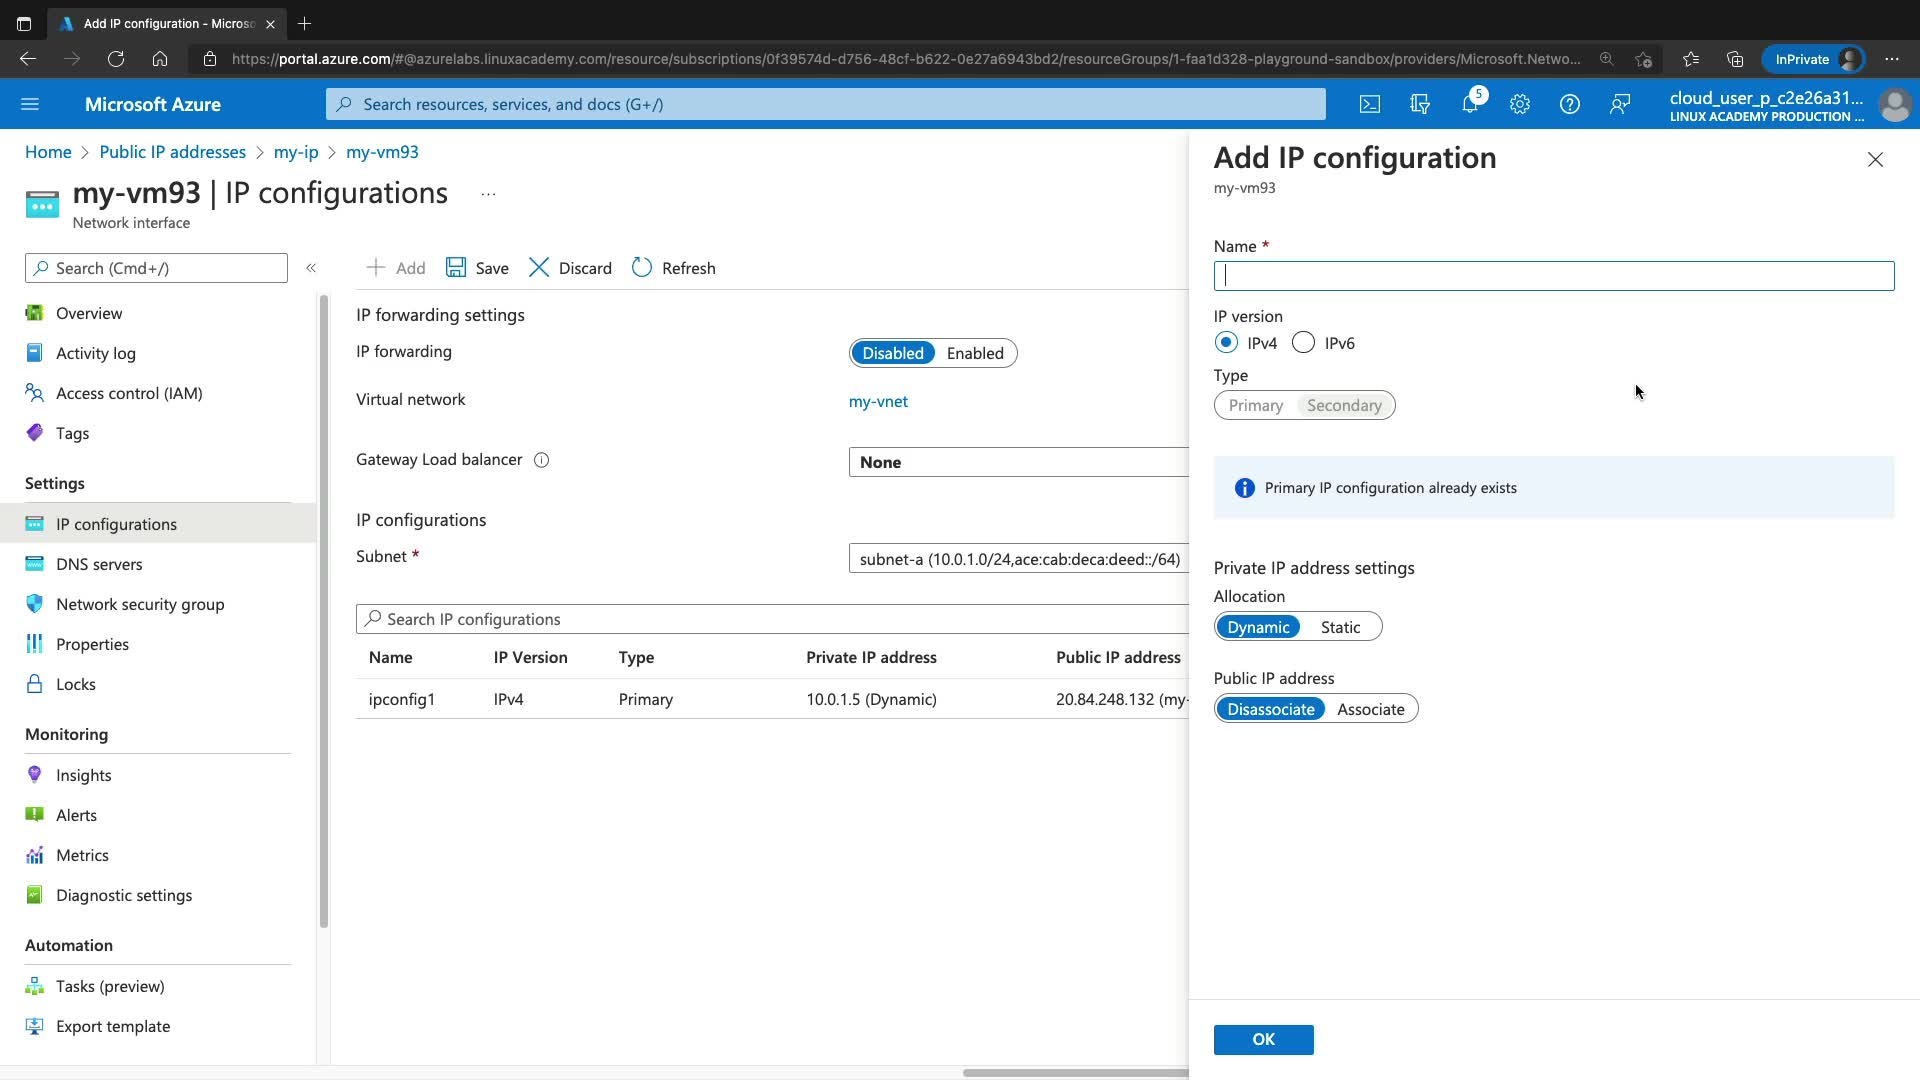 Add IP configuration - Micros
https://portal.azure.com/#@azurelabs.linuxacademy.com/resource/subscriptions/0f39574d-d756-48cf-b622-0e27a6943bd2/resourceGroups/1-faa1d328-playground-sandbox/providers/Microsoft.Netwo...
InPrivate
Microsoft Azure
Search resources, services, and docs (G+/)
5
cloud_user_p_c2e26a31...
LINUX ACADEMY PRODUCTION ...
Home > Public IP addresses > my-ip > my-vm93
my-vm93 | IP configurations ...
Network interface
Search (Cmd+/)
«
Overview
Activity log
Access control (IAM)
Tags
Settings
IP configurations
DNS servers
Network security group
Properties
Locks
Monitoring
Insights
Alerts
Metrics
Diagnostic settings
Automation
Tasks (preview)
Export template
Add Save Discard Refresh
IP forwarding settings
IP forwarding Disabled Enabled
Virtual network my-vnet
Gateway Load balancer None
IP configurations
Subnet * subnet-a (10.0.1.0/24,ace:cab:deca:deed::/64)
Search IP configurations
Name IP Version Type Private IP address Public IP address
ipconfig1 IPv4 Primary 10.0.1.5 (Dynamic) 20.84.248.132 (my-
Add IP configuration
my-vm93
Name *
IP version
IPv4 IPv6
Type
Primary Secondary
Primary IP configuration already exists
Private IP address settings
Allocation
Dynamic Static
Public IP address
Disassociate Associate
OK